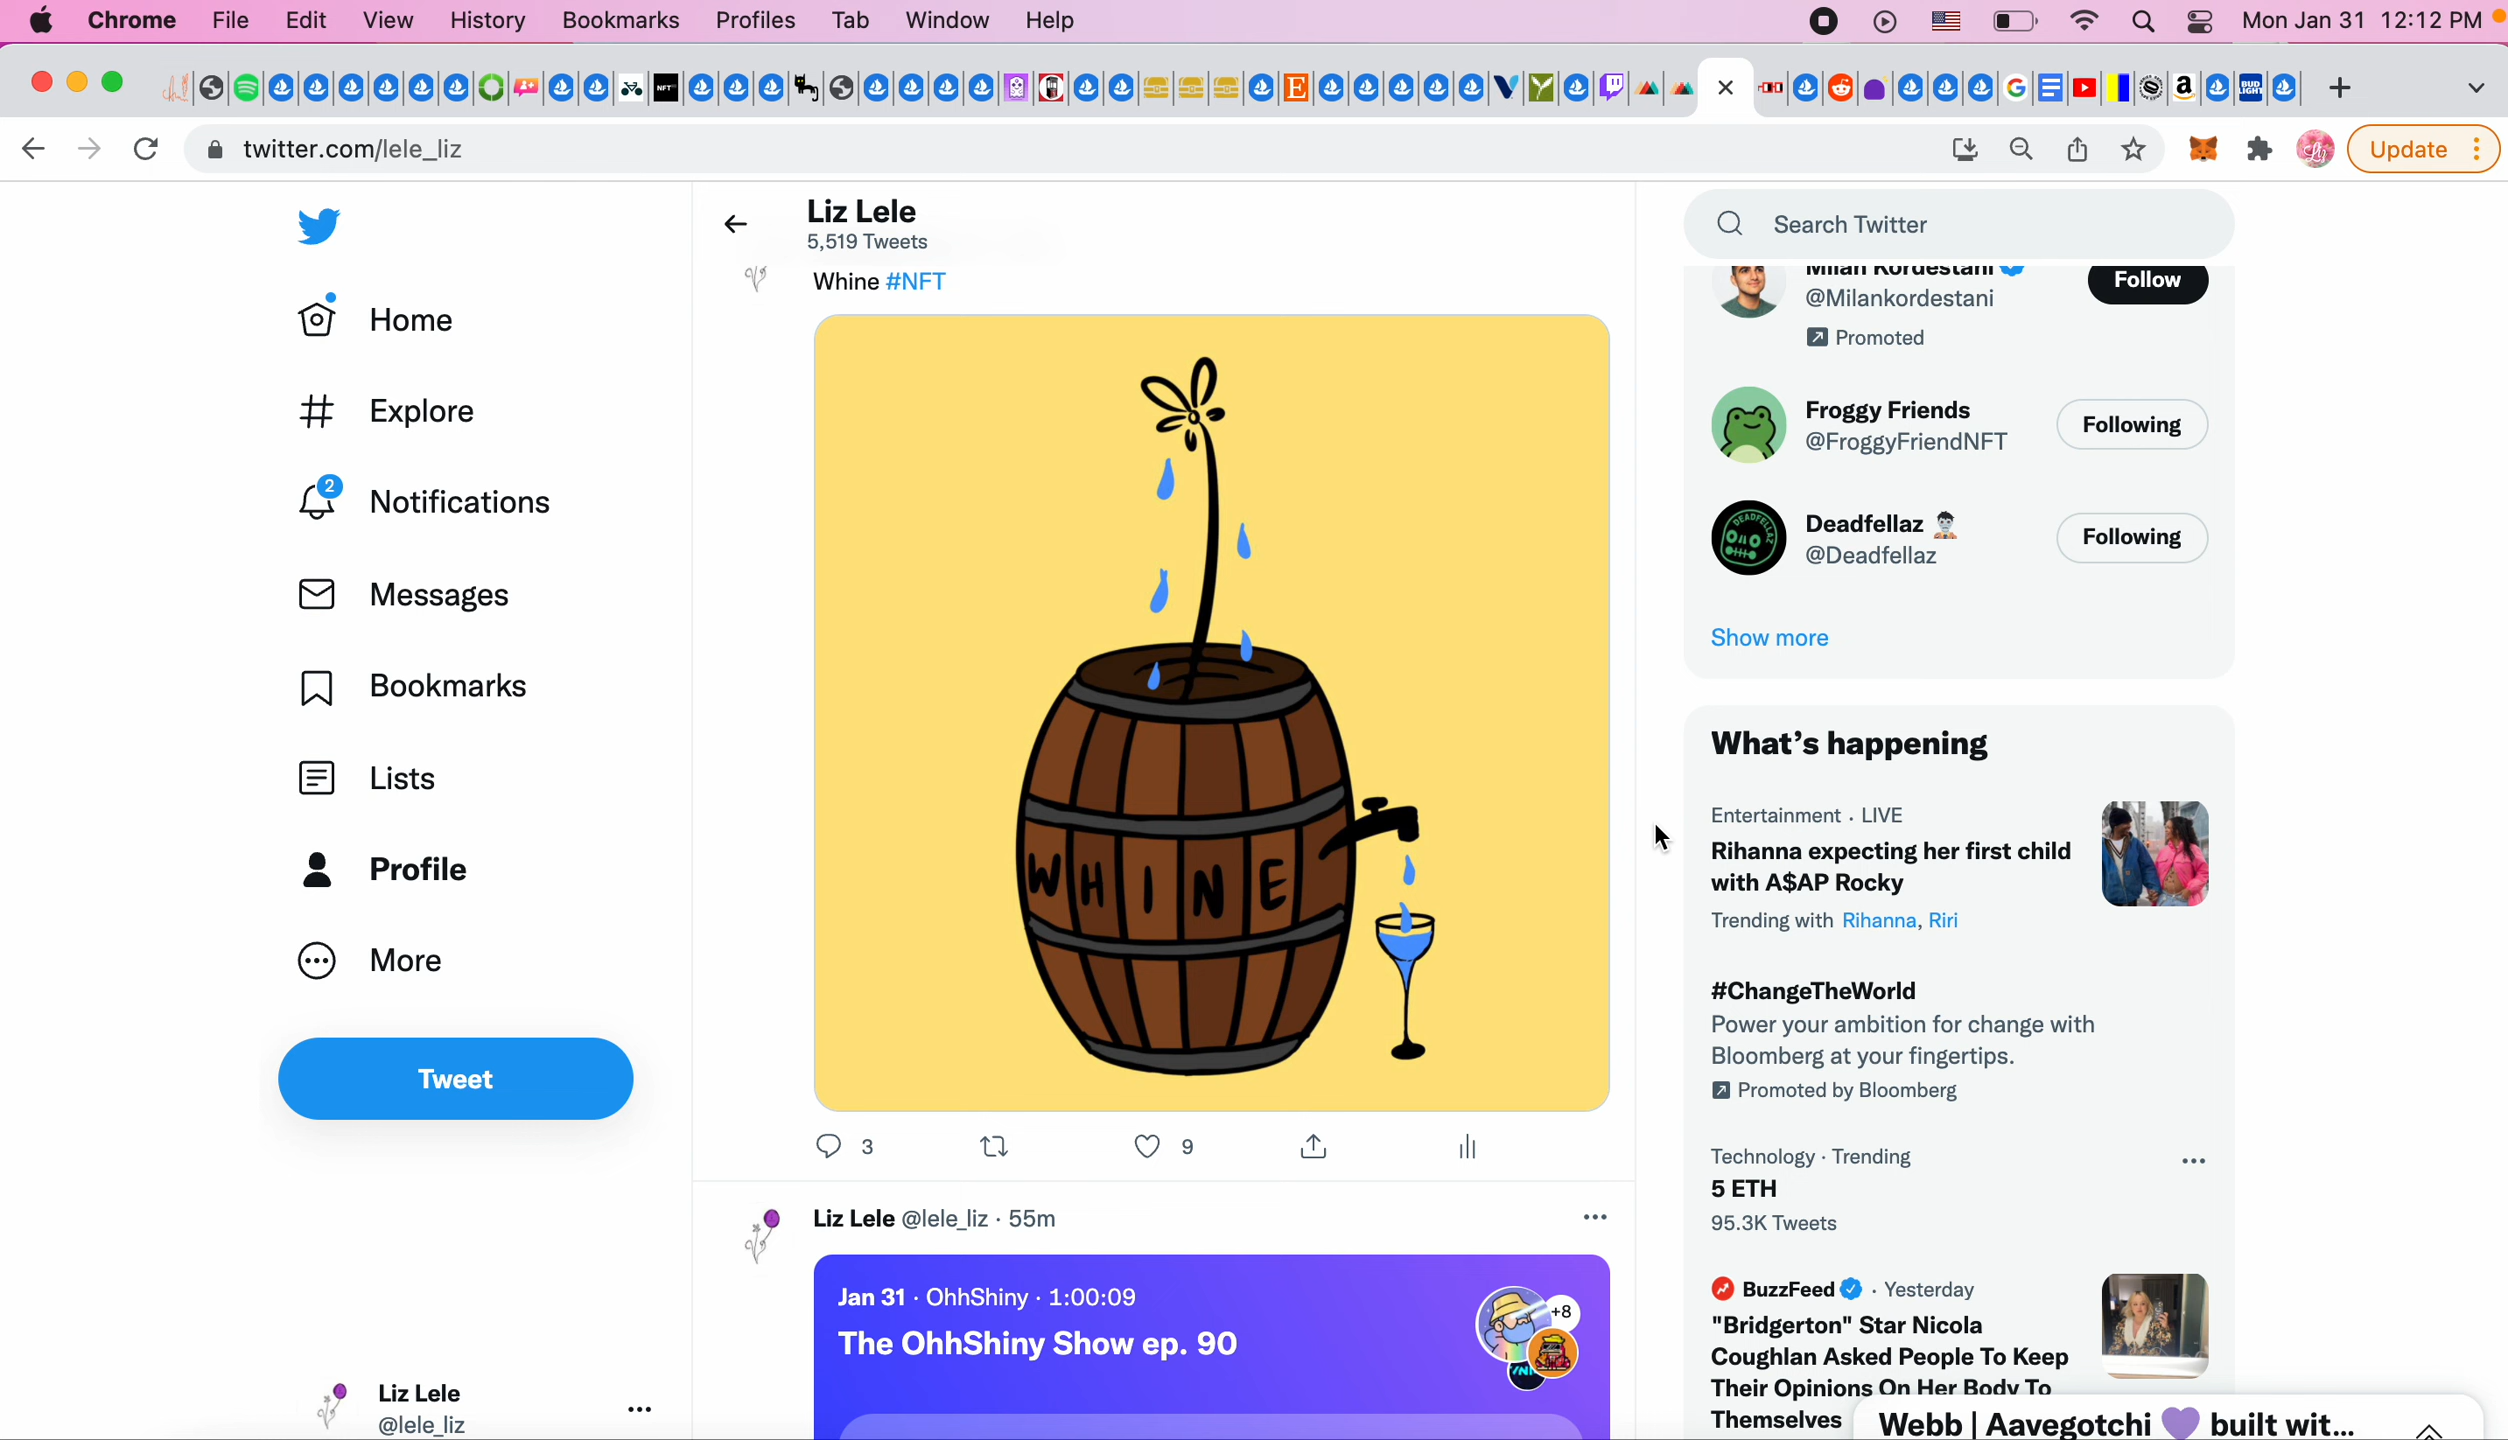 Chrome File Edit View History Bookmarks Profiles Tab Window Help Mon Jan 31 12:12 PM
twitter.com/lele_liz
Update
Liz Lele
5,519 Tweets
Search Twitter
Home
Explore
2
Notifications
Messages
Bookmarks
Lists
Profile
More
Tweet
Liz Lele
@lele_liz
Whine #NFT
WHINE
3
9
Liz Lele @lele_liz · 55m
Jan 31 · OhhShiny · 1:00:09
The OhhShiny Show ep. 90
+8
Milan Kordestani
@Milankordestani
Follow
Promoted
Froggy Friends
@FroggyFriendNFT
Following
Deadfellaz
@Deadfellaz
Following
Show more
What's happening
Entertainment · LIVE
Rihanna expecting her first child
with A$AP Rocky
Trending with Rihanna, Riri
#ChangeTheWorld
Power your ambition for change with
Bloomberg at your fingertips.
Promoted by Bloomberg
Technology · Trending
5 ETH
95.3K Tweets
BuzzFeed · Yesterday
"Bridgerton" Star Nicola
Coughlan Asked People To Keep
Their Opinions On Her Body To
Themselves
Webb | Aavegotchi 💜 built wit...